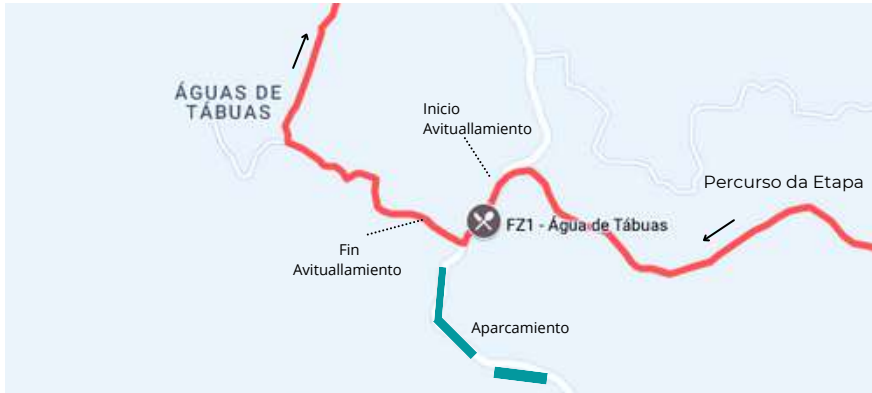 ÁGUAS DE
TÁBUAS
Inicio
Avituallamiento
Percurso da Etapa
FZ1 - Água de Tábuas
Fin
Avituallamiento
Aparcamiento